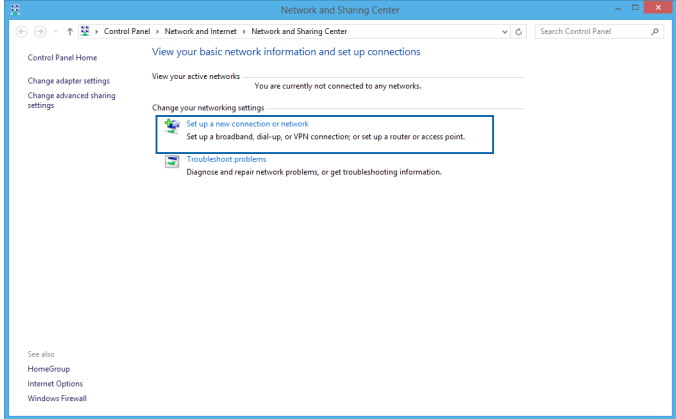 Network and Sharing Center
Control Panel Network and Internet Network and Sharing Center
Search Control Panel
Control Panel Home
Change adapter settings
Change advanced sharing
settings
View your basic network information and set up connections
View your active networks
You are currently not connected to any networks.
Change your networking settings
Set up a new connection or network
Set up a broadband, dial-up, or VPN connection; or set up a router or access point.
Troubleshoot problems
Diagnose and repair network problems, or get troubleshooting information.
See also
HomeGroup
Internet Options
Windows Firewall